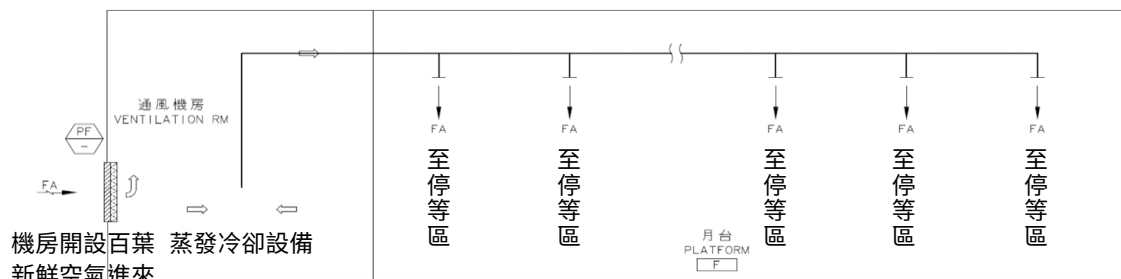 通風機房
VENTILATION RM
PF
-
FA
機房開設百葉
新鮮空氣進來
蒸發冷卻設備
FA
至停等區
FA
至停等區
FA
至停等區
FA
至停等區
FA
至停等區
月台
PLATFORM
F